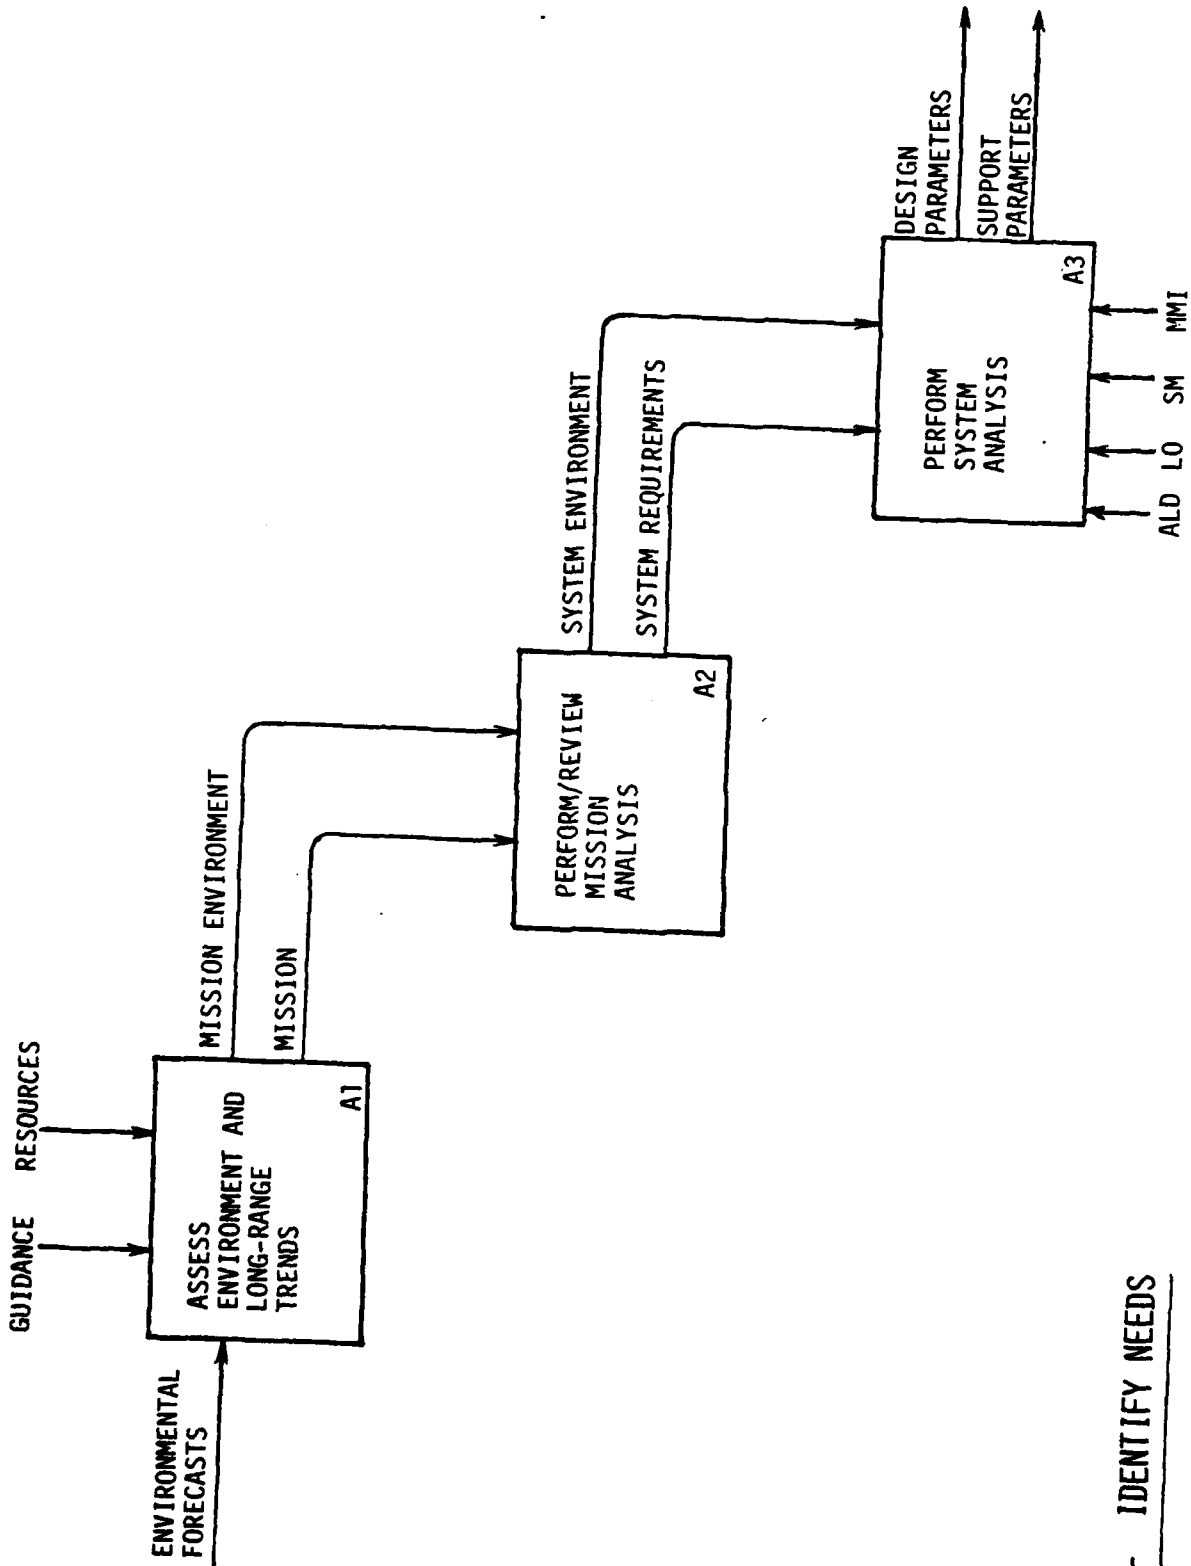 GUIDANCE
RESOURCES
ENVIRONMENTAL
FORECASTS
ASSESS
ENVIRONMENT AND
LONG-RANGE
TRENDS
A1
MISSION ENVIRONMENT
MISSION
PERFORM/REVIEW
MISSION
ANALYSIS
A2
SYSTEM ENVIRONMENT
SYSTEM REQUIREMENTS
PERFORM
SYSTEM
ANALYSIS
A3
DESIGN
PARAMETERS
SUPPORT
PARAMETERS
ALD LO SM MMI
IDENTIFY NEEDS